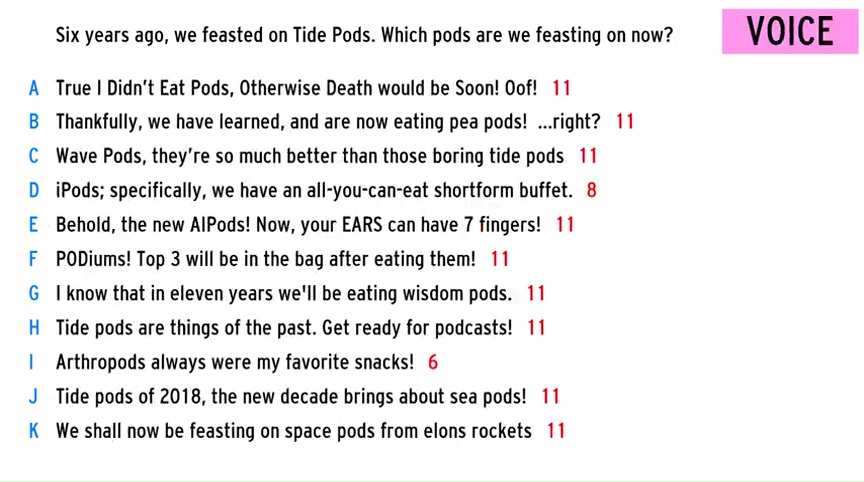 Six years ago, we feasted on Tide Pods. Which pods are we feasting on now?
VOICE
A True I Didn't Eat Pods, Otherwise Death would be Soon! Oof! 11
B Thankfully, we have learned, and are now eating pea pods! ...right? 11
C Wave Pods, they're so much better than those boring tide pods 11
D iPods; specifically, we have an all-you-can-eat shortform buffet. 8
E Behold, the new AIPods! Now, your EARS can have 7 fingers! 11
F PODiums! Top 3 will be in the bag after eating them! 11
G I know that in eleven years we'll be eating wisdom pods. 11
H Tide pods are things of the past. Get ready for podcasts! 11
I Arthropods always were my favorite snacks! 6
J Tide pods of 2018, the new decade brings about sea pods! 11
K We shall now be feasting on space pods from elons rockets 11